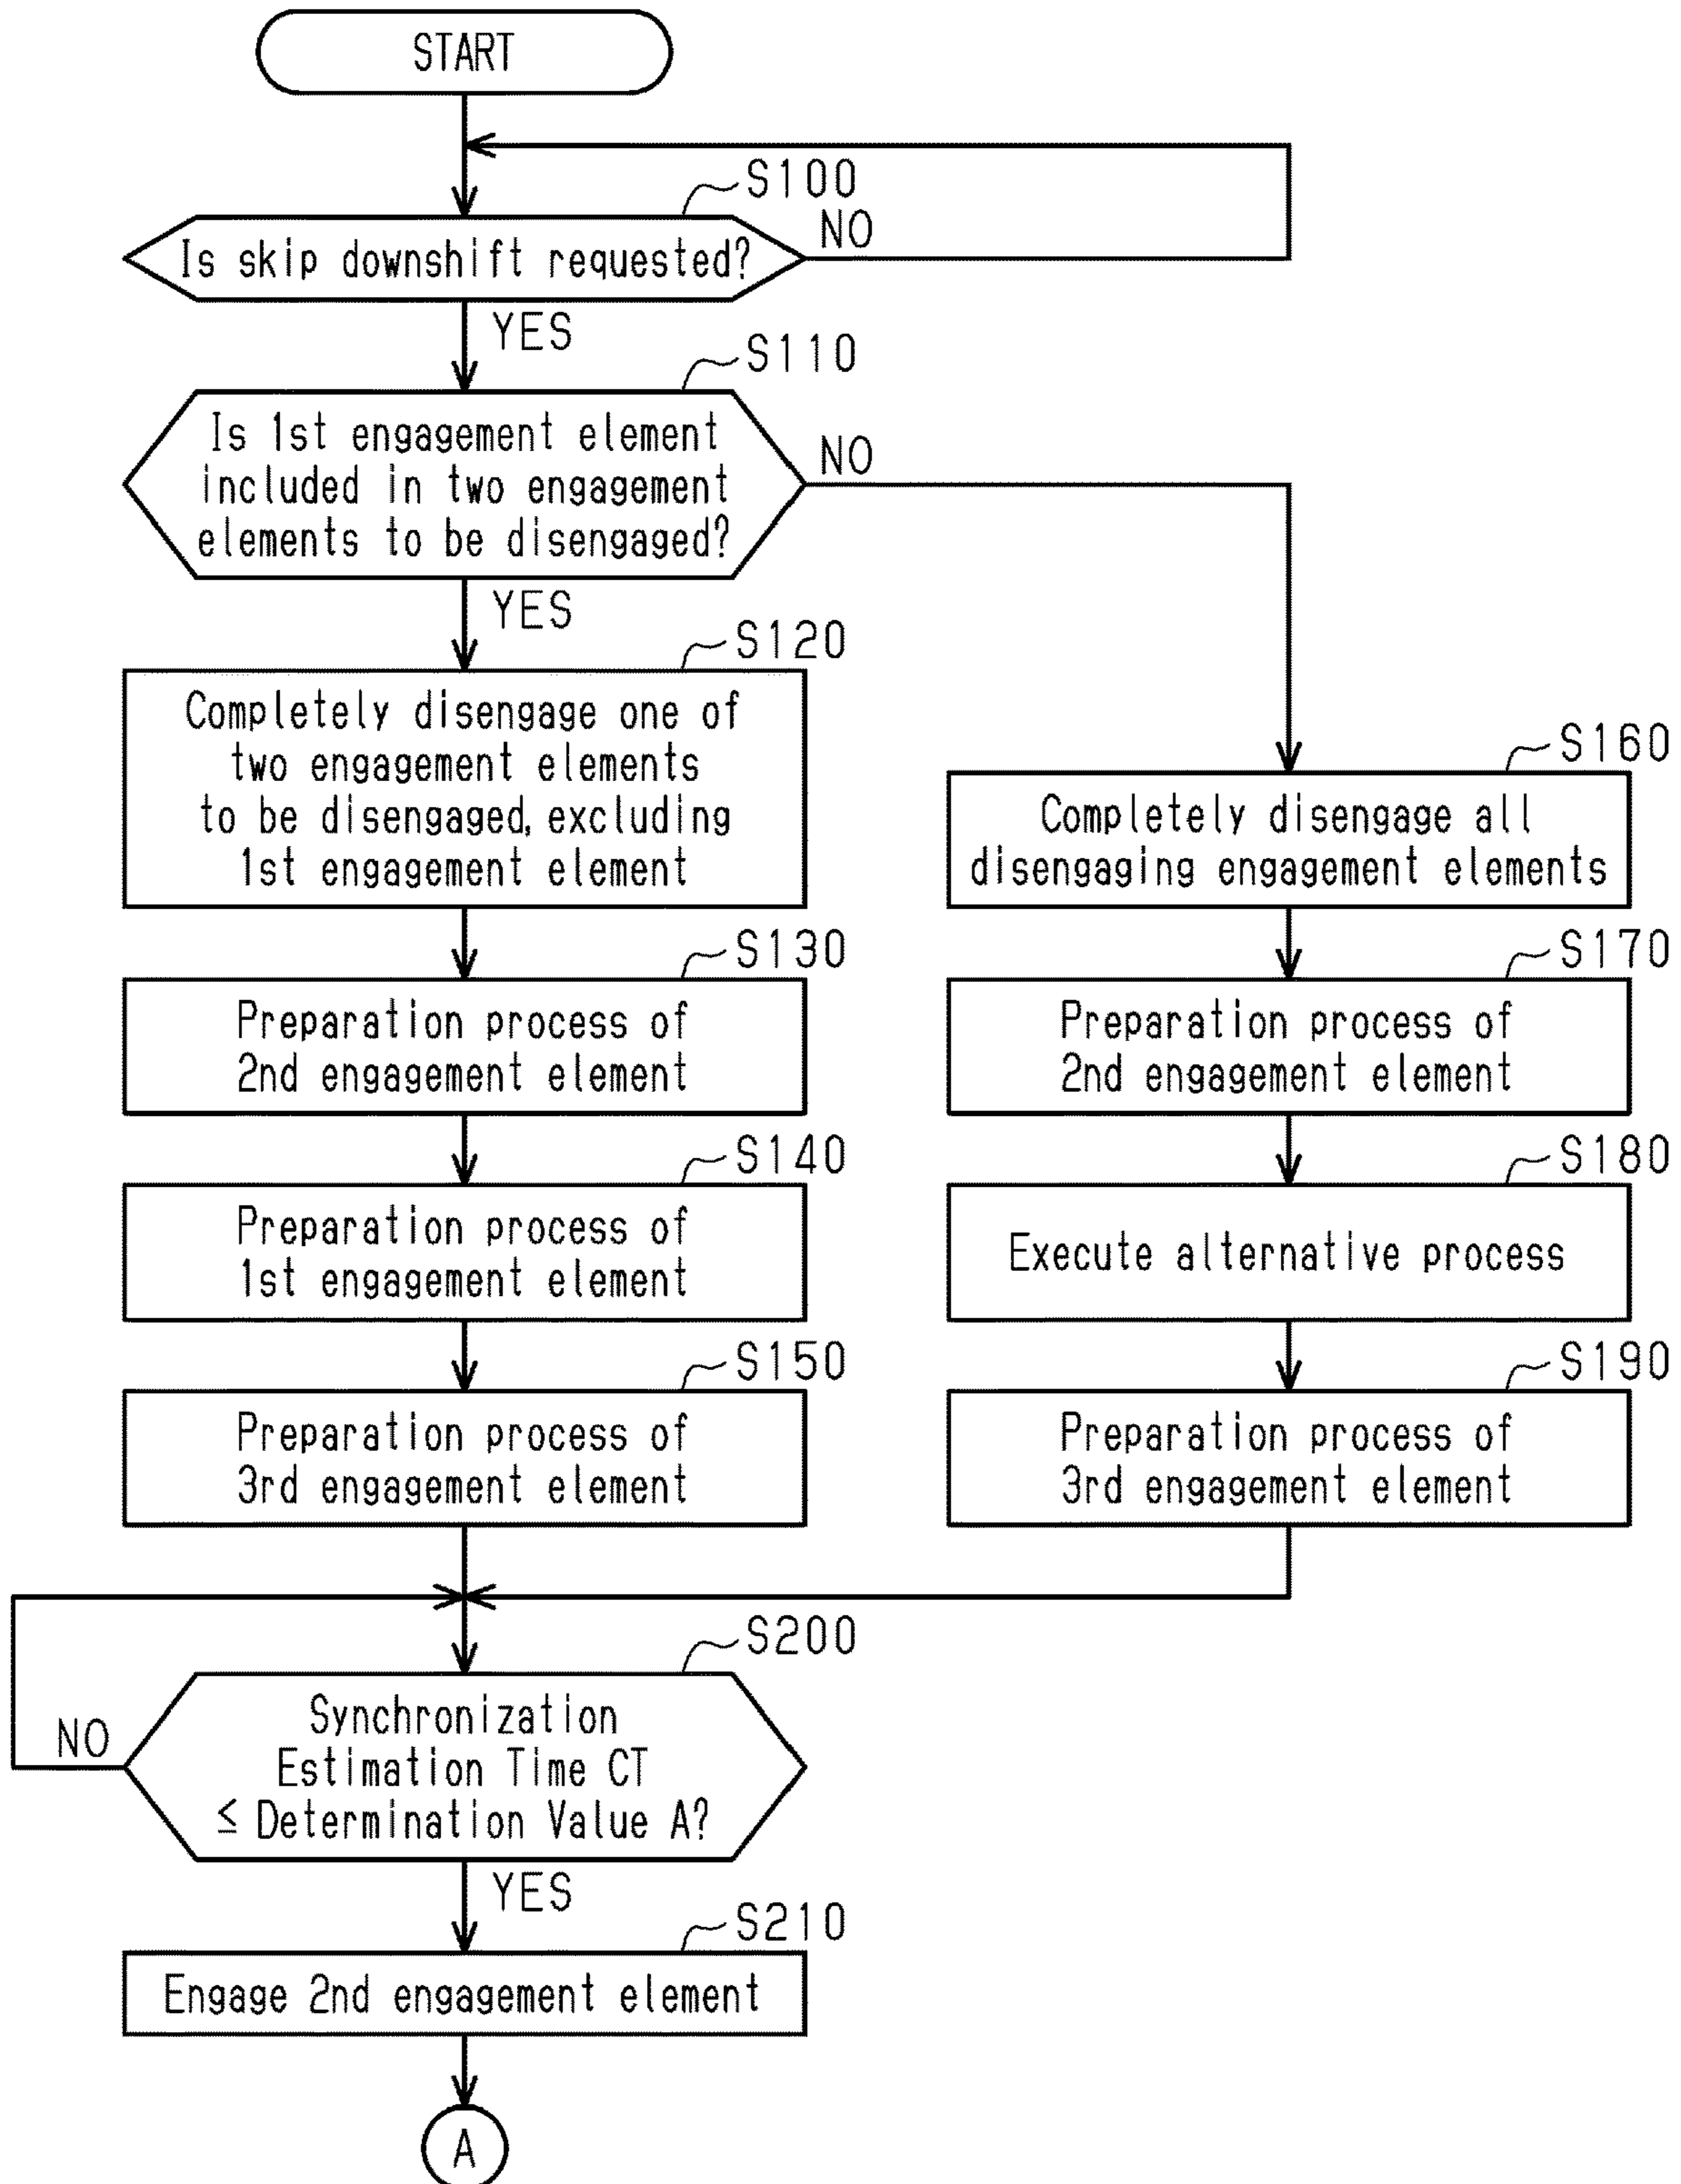 START
S100
Is skip downshift requested?
NO
YES
S110
Is 1st engagement element
included in two engagement
elements to be disengaged?
NO
YES
S120
Completely disengage one of
two engagement elements
to be disengaged, excluding
1st engagement element
S130
Preparation process of
2nd engagement element
S140
Preparation process of
1st engagement element
S150
Preparation process of
3rd engagement element
S160
Completely disengage all
disengaging engagement elements
S170
Preparation process of
2nd engagement element
S180
Execute alternative process
S190
Preparation process of
3rd engagement element
S200
Synchronization
Estimation Time CT
≤ Determination Value A?
NO
YES
S210
Engage 2nd engagement element
A